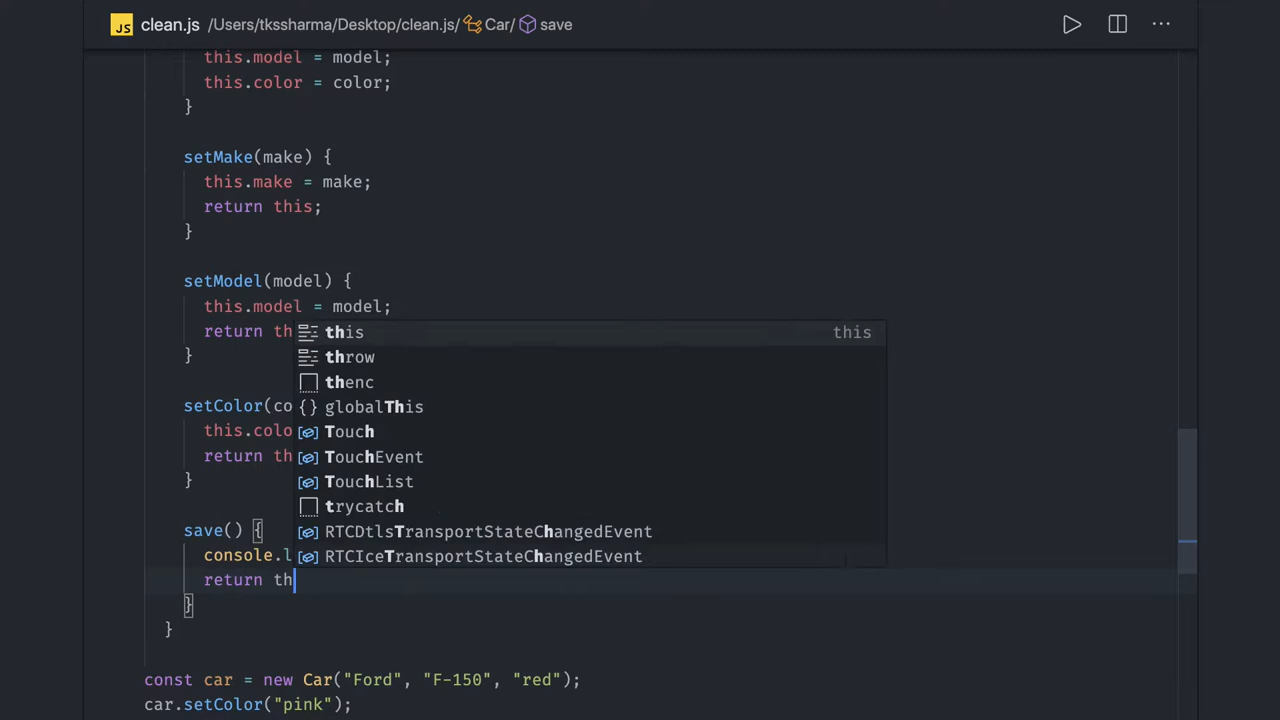 JS clean.js /Users/tkssharma/Desktop/clean.js/ Car/ save ...
this.model = model;
this.color = color;
}
setMake(make) {
this.make = make;
return this;
}
setModel(model) {
this.model = model;
return th
this this
}
throw
thenc
setColor(co
globalThis
this.colo
Touch
return th
TouchEvent
}
TouchList
trycatch
save() {
RTCDtlsTransportStateChangedEvent
console.l
RTCIceTransportStateChangedEvent
return th
}
}
const car = new Car("Ford", "F-150", "red");
car.setColor("pink");